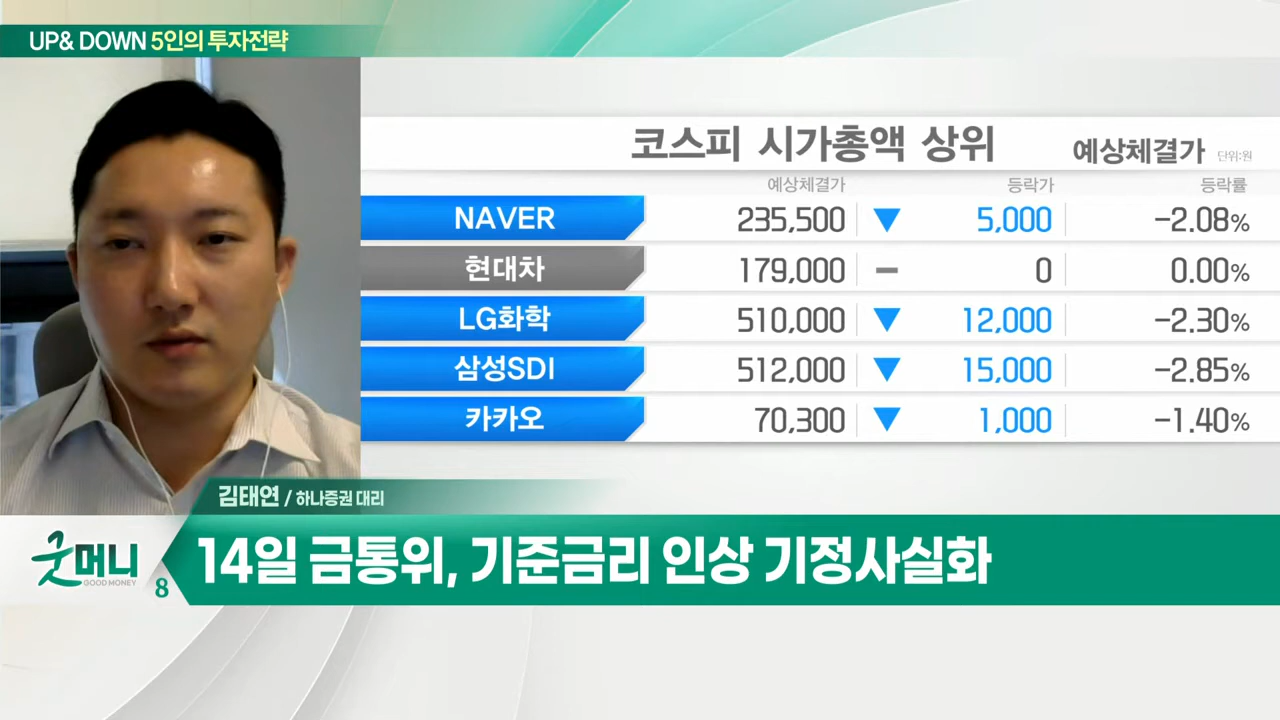 UP& DOWN 5인의 투자전략
코스피 시가총액 상위 예상체결가 단위:원
예상체결가 등락가 등락률
NAVER 235,500 ▼ 5,000 -2.08%
현대차 179,000 - 0 0.00%
LG화학 510,000 ▼ 12,000 -2.30%
삼성SDI 512,000 ▼ 15,000 -2.85%
카카오 70,300 ▼ 1,000 -1.40%
김태연 / 하나증권 대리
굿머니
GOOD MONEY
8
14일 금통위, 기준금리 인상 기정사실화